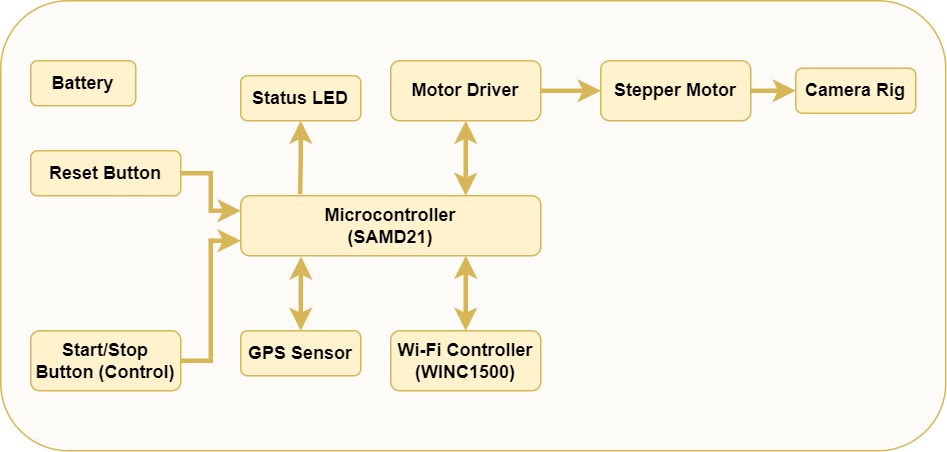 Battery
Status LED
Motor Driver
Stepper Motor
Camera Rig
Reset Button
Microcontroller
(SAMD21)
Start/Stop
Button (Control)
GPS Sensor
Wi-Fi Controller
(WINC1500)